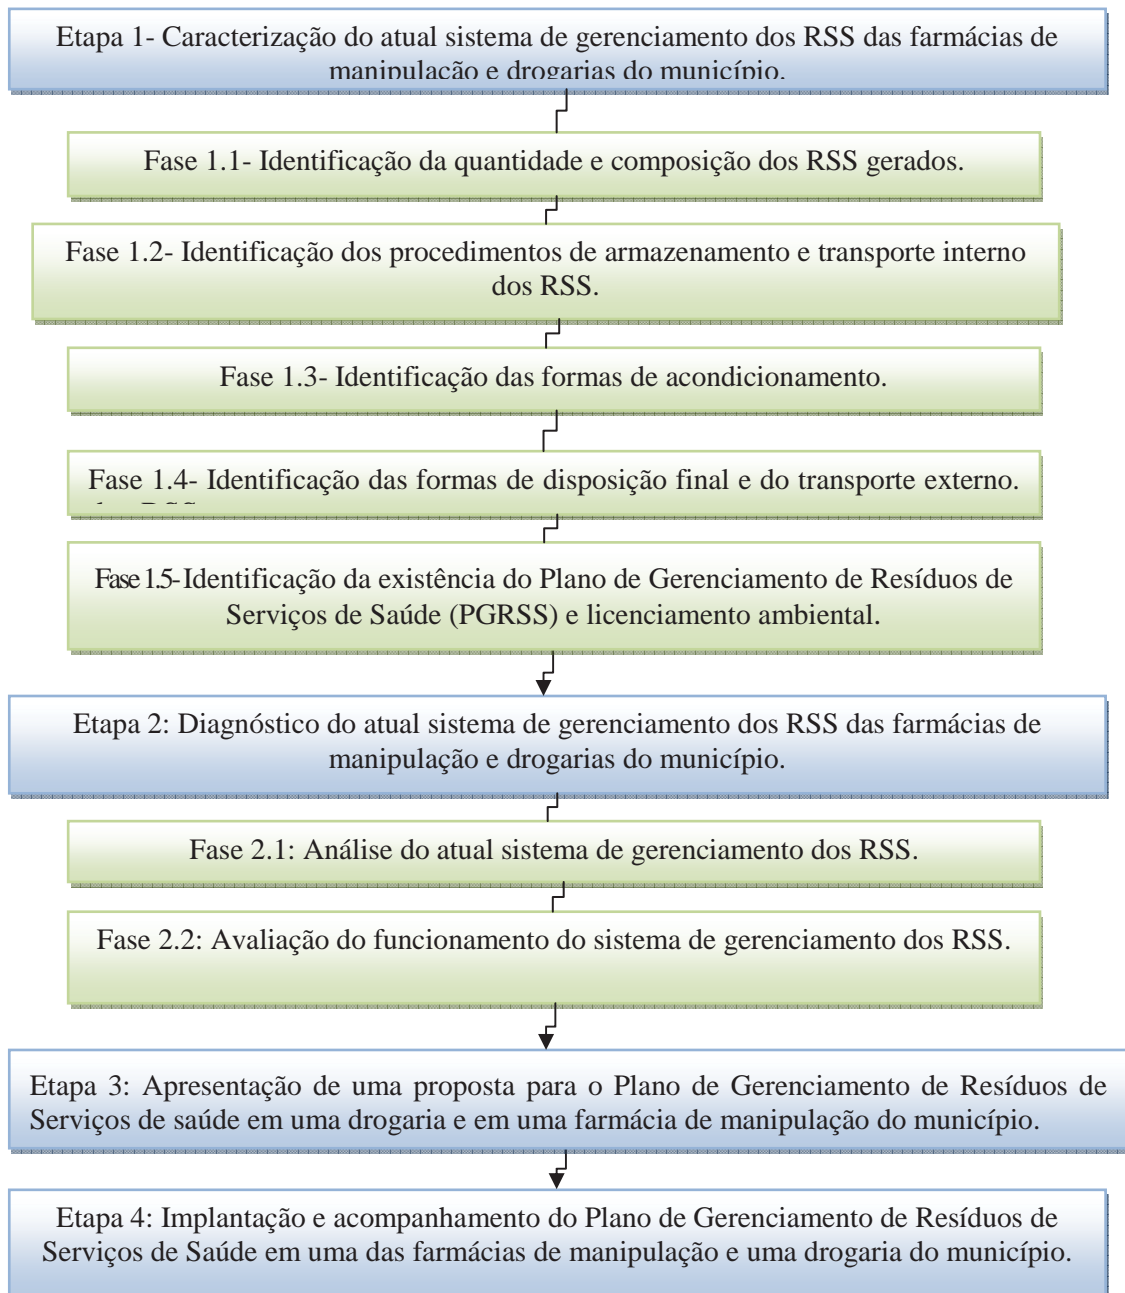 Etapa 1- Caracterização do atual sistema de gerenciamento dos RSS das farmácias de
manipulação e drogarias do município.
Fase 1.1- Identificação da quantidade e composição dos RSS gerados.
Fase 1.2- Identificação dos procedimentos de armazenamento e transporte interno
dos RSS.
Fase 1.3- Identificação das formas de acondicionamento.
Fase 1.4- Identificação das formas de disposição final e do transporte externo.
Fase 1.5- Identificação da existência do Plano de Gerenciamento de Resíduos de
Serviços de Saúde (PGRSS) e licenciamento ambiental.
Etapa 2: Diagnóstico do atual sistema de gerenciamento dos RSS das farmácias de
manipulação e drogarias do município.
Fase 2.1: Análise do atual sistema de gerenciamento dos RSS.
Fase 2.2: Avaliação do funcionamento do sistema de gerenciamento dos RSS.
Etapa 3: Apresentação de uma proposta para o Plano de Gerenciamento de Resíduos de
Serviços de saúde em uma drogaria e em uma farmácia de manipulação do município.
Etapa 4: Implantação e acompanhamento do Plano de Gerenciamento de Resíduos de
Serviços de Saúde em uma das farmácias de manipulação e uma drogaria do município.